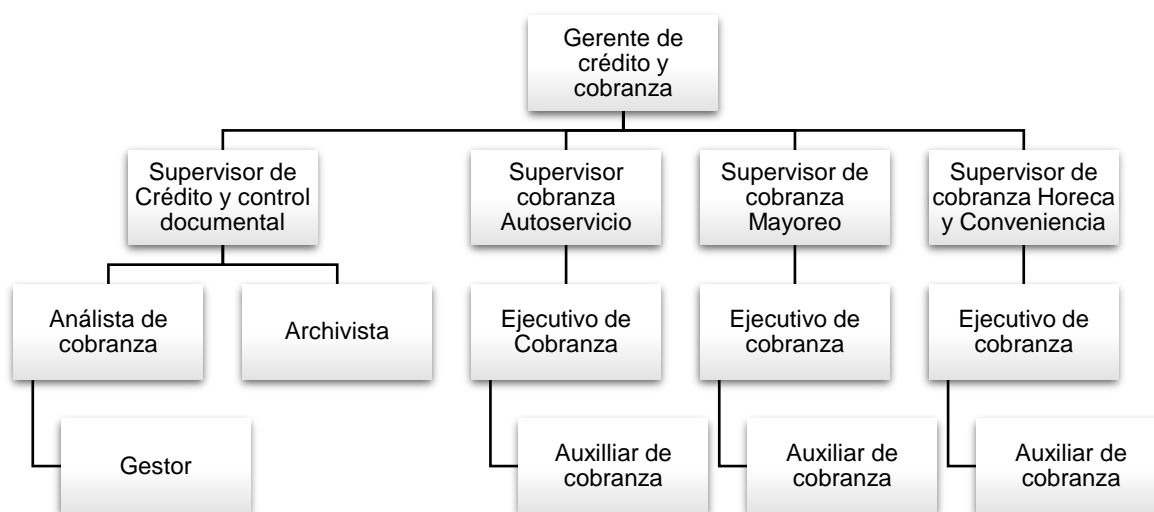 Gerente de
crédito y
cobranza
Supervisor de
Crédito y control
documental
Supervisor
cobranza
Autoservicio
Supervisor de
cobranza
Mayoreo
Supervisor de
cobranza Horeca
y Conveniencia
Análista de
cobranza
Archivista
Ejecutivo de
Cobranza
Ejecutivo de
cobranza
Ejecutivo de
cobranza
Gestor
Auxilliar de
cobranza
Auxiliar de
cobranza
Auxiliar de
cobranza